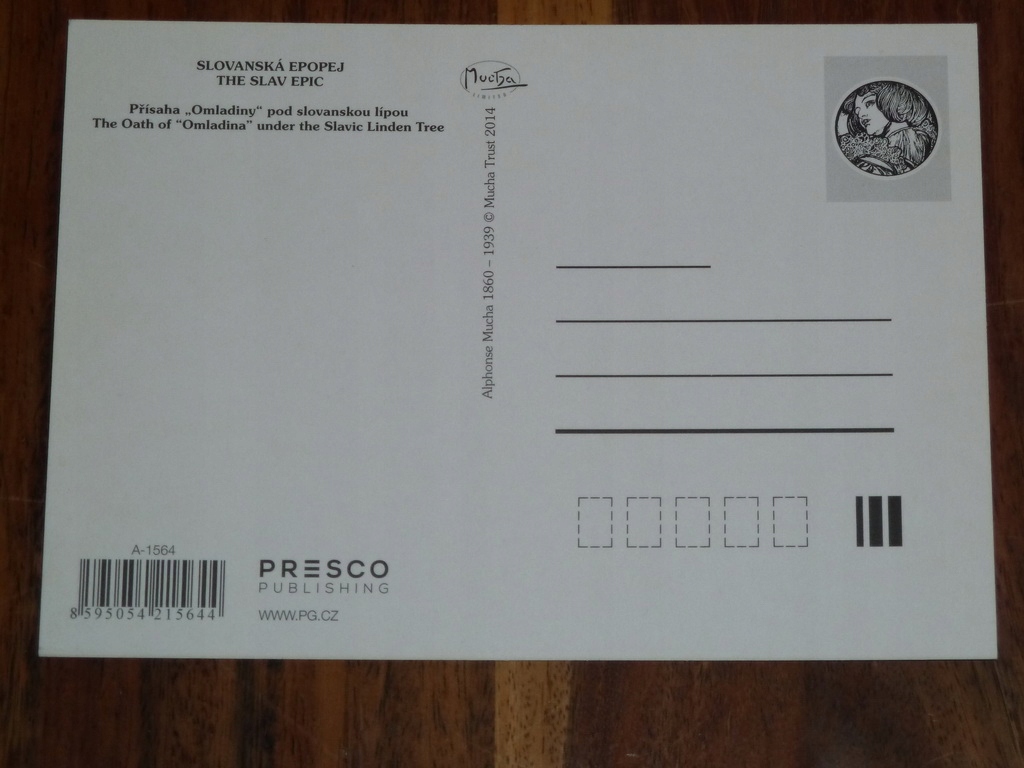 SLOVANSKÁ EPOPEJ
THE SLAV EPIC
Přísaha „Omladiny“ pod slovanskou lípou
The Oath of “Omladina” under the Slavic Linden Tree
Mucha
LIMITED
Alphonse Mucha 1860 – 1939 © Mucha Trust 2014
A-1564
8 595054 215644
PRESCO
PUBLISHING
WWW.PG.CZ